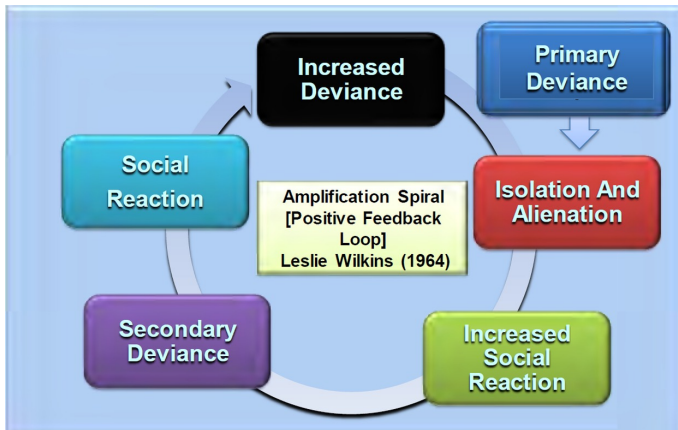 Increased
Deviance
Primary
Deviance
Social
Reaction
Isolation And
Alienation
Amplification Spiral
[Positive Feedback
Loop]
Leslie Wilkins (1964)
Secondary
Deviance
Increased
Social
Reaction